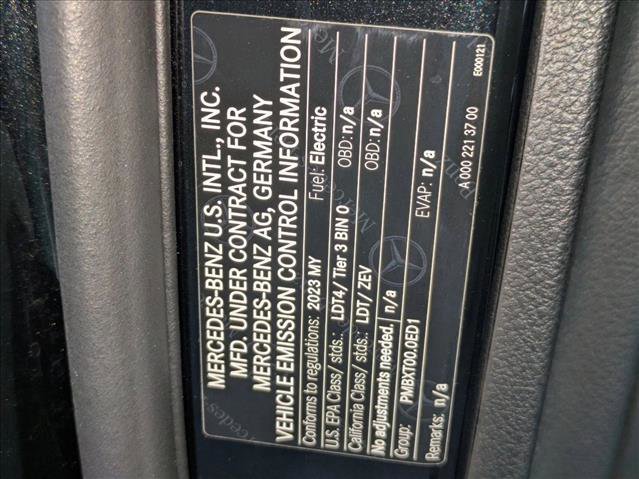 MERCEDES-BENZ U.S. INTL., INC.
MFD. UNDER CONTRACT FOR
MERCEDES-BENZ AG, GERMANY
VEHICLE EMISSION CONTROL INFORMATION
Conforms to regulations: 2023 MY Fuel: Electric
U.S. EPA Class/ stds.: LDT4/ Tier 3 BIN 0 OBD: n/a
California Class/ stds.: LDT/ ZEV OBD: n/a
No adjustments needed. n/a
Group: PMBXT00.0ED1 EVAP: n/a
Remarks: n/a
A 000 221 37 00
E000121